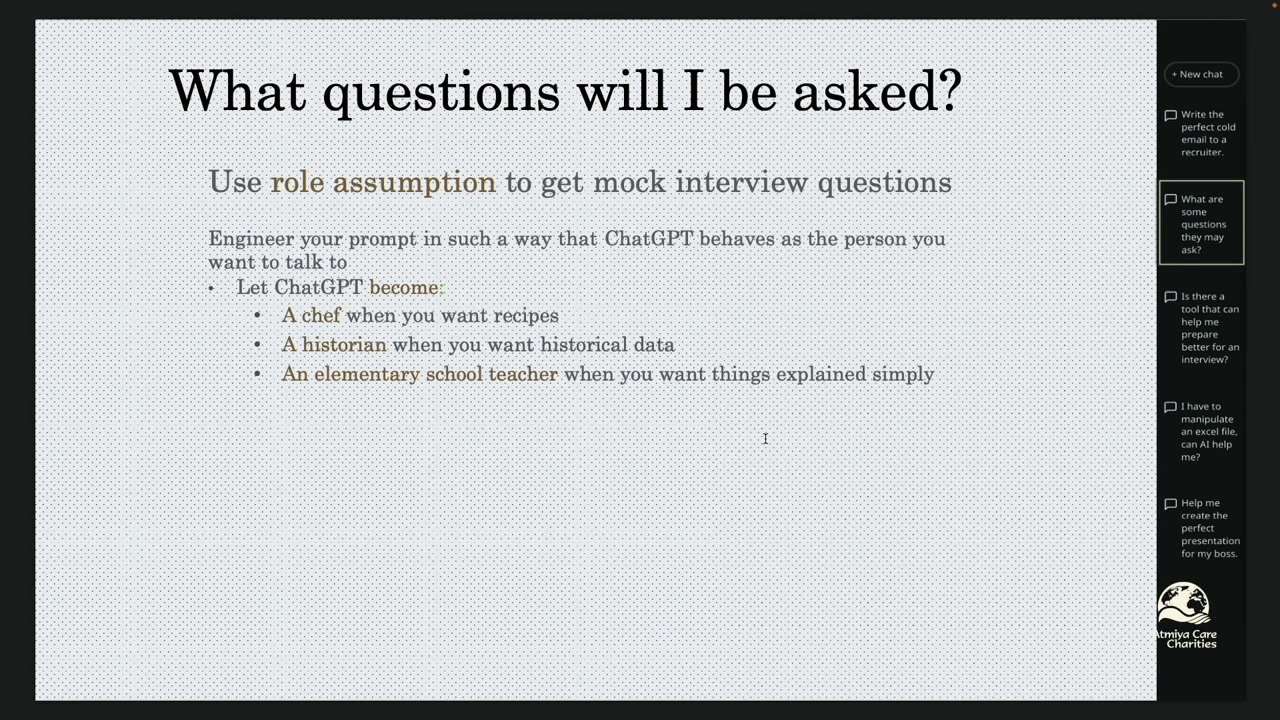 What questions will I be asked?
Use role assumption to get mock interview questions
Engineer your prompt in such a way that ChatGPT behaves as the person you
want to talk to
• Let ChatGPT become:
• A chef when you want recipes
• A historian when you want historical data
• An elementary school teacher when you want things explained simply
+ New chat
Write the
perfect cold
email to a
recruiter.
What are
some
questions
they may
ask?
Is there a
tool that can
help me
prepare
better for an
interview?
I have to
manipulate
an excel file,
can AI help
me?
Help me
create the
perfect
presentation
for my boss.
Atmiya Care
Charities